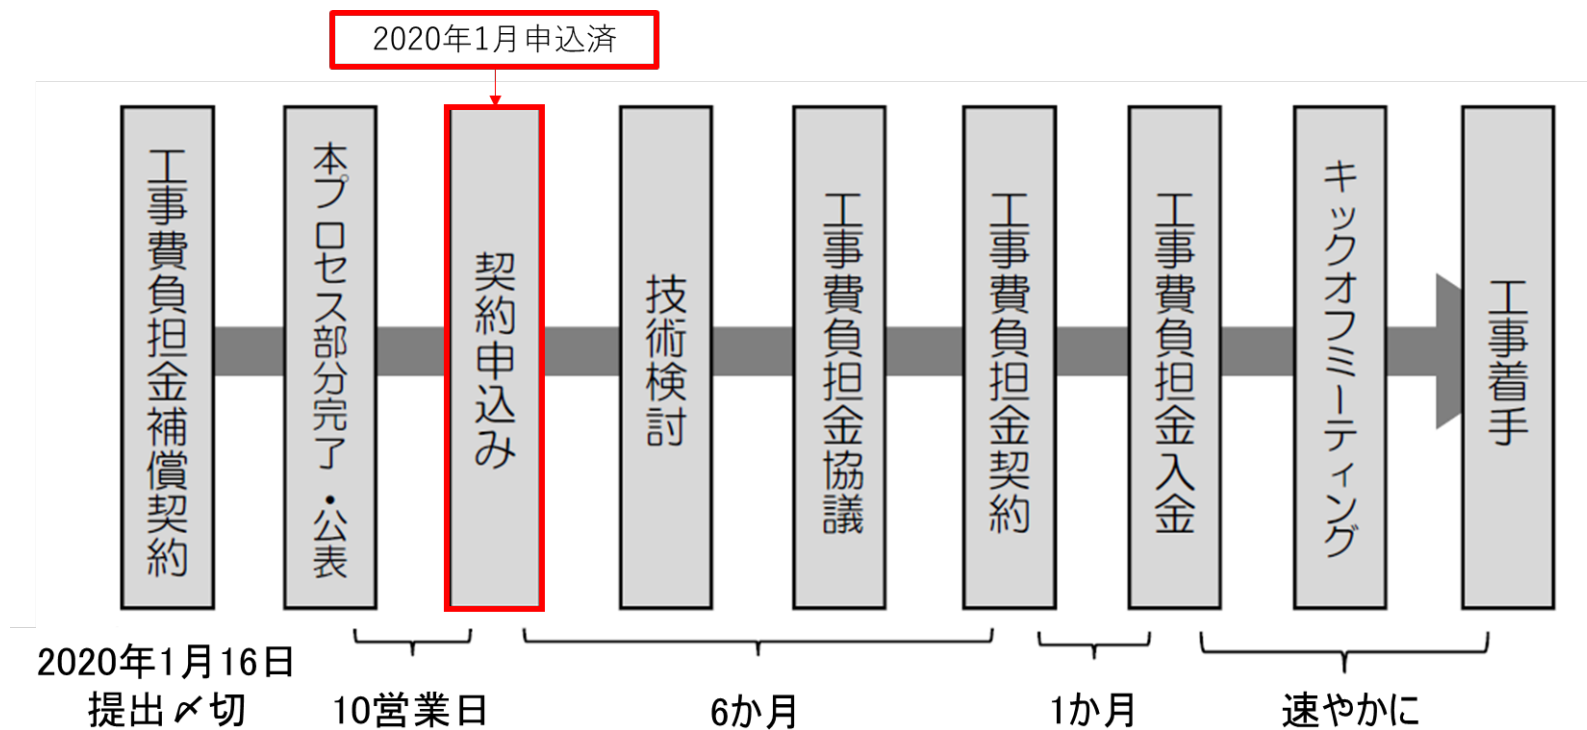 2020年1月申込済
工事費負担金補償契約
本プロセス部分完了・公表
契約申込み
技術検討
工事費負担金協議
工事費負担金契約
工事費負担金入金
キックオフミーティング
工事着手
2020年1月16日
提出〆切
10営業日
6か月
1か月
速やかに